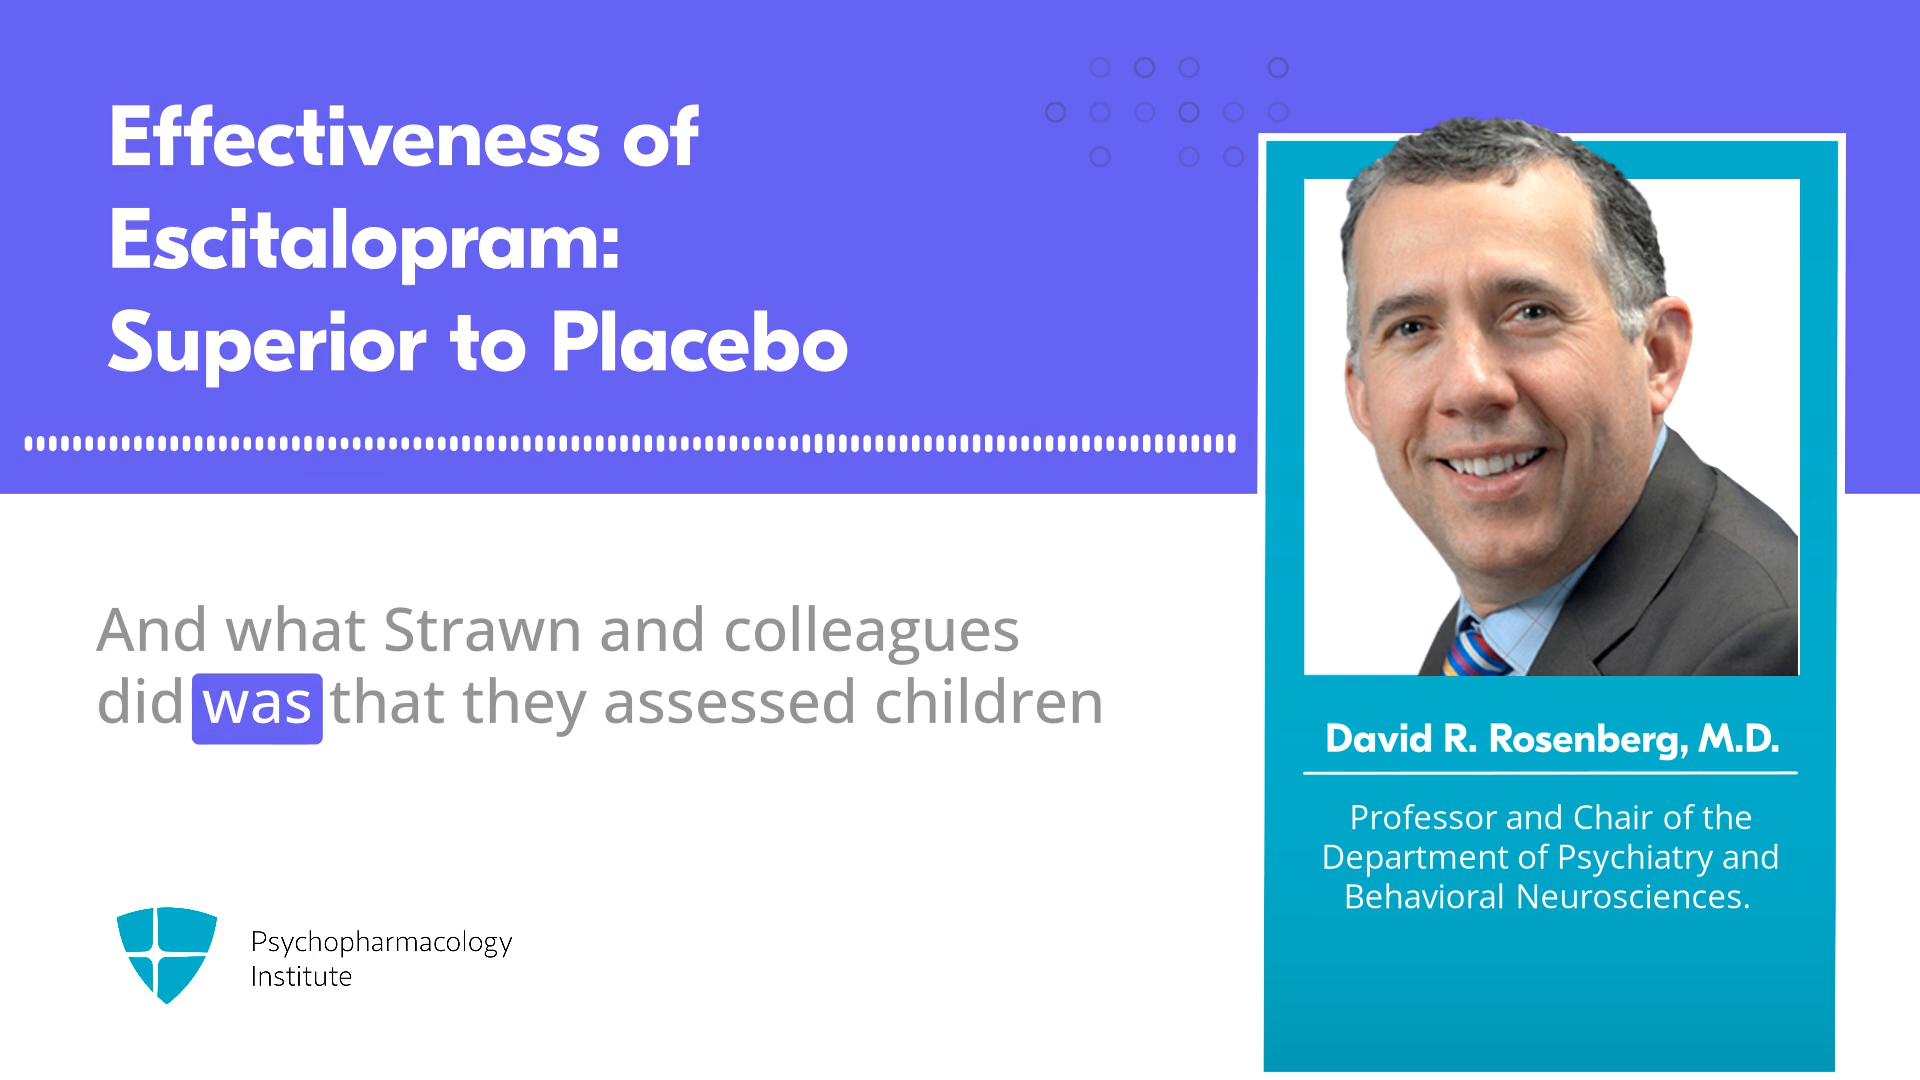 Effectiveness of
Escitalopram:
Superior to Placebo
And what Strawn and colleagues
did was that they assessed children
Psychopharmacology
Institute
David R. Rosenberg, M.D.
Professor and Chair of the
Department of Psychiatry and
Behavioral Neurosciences.